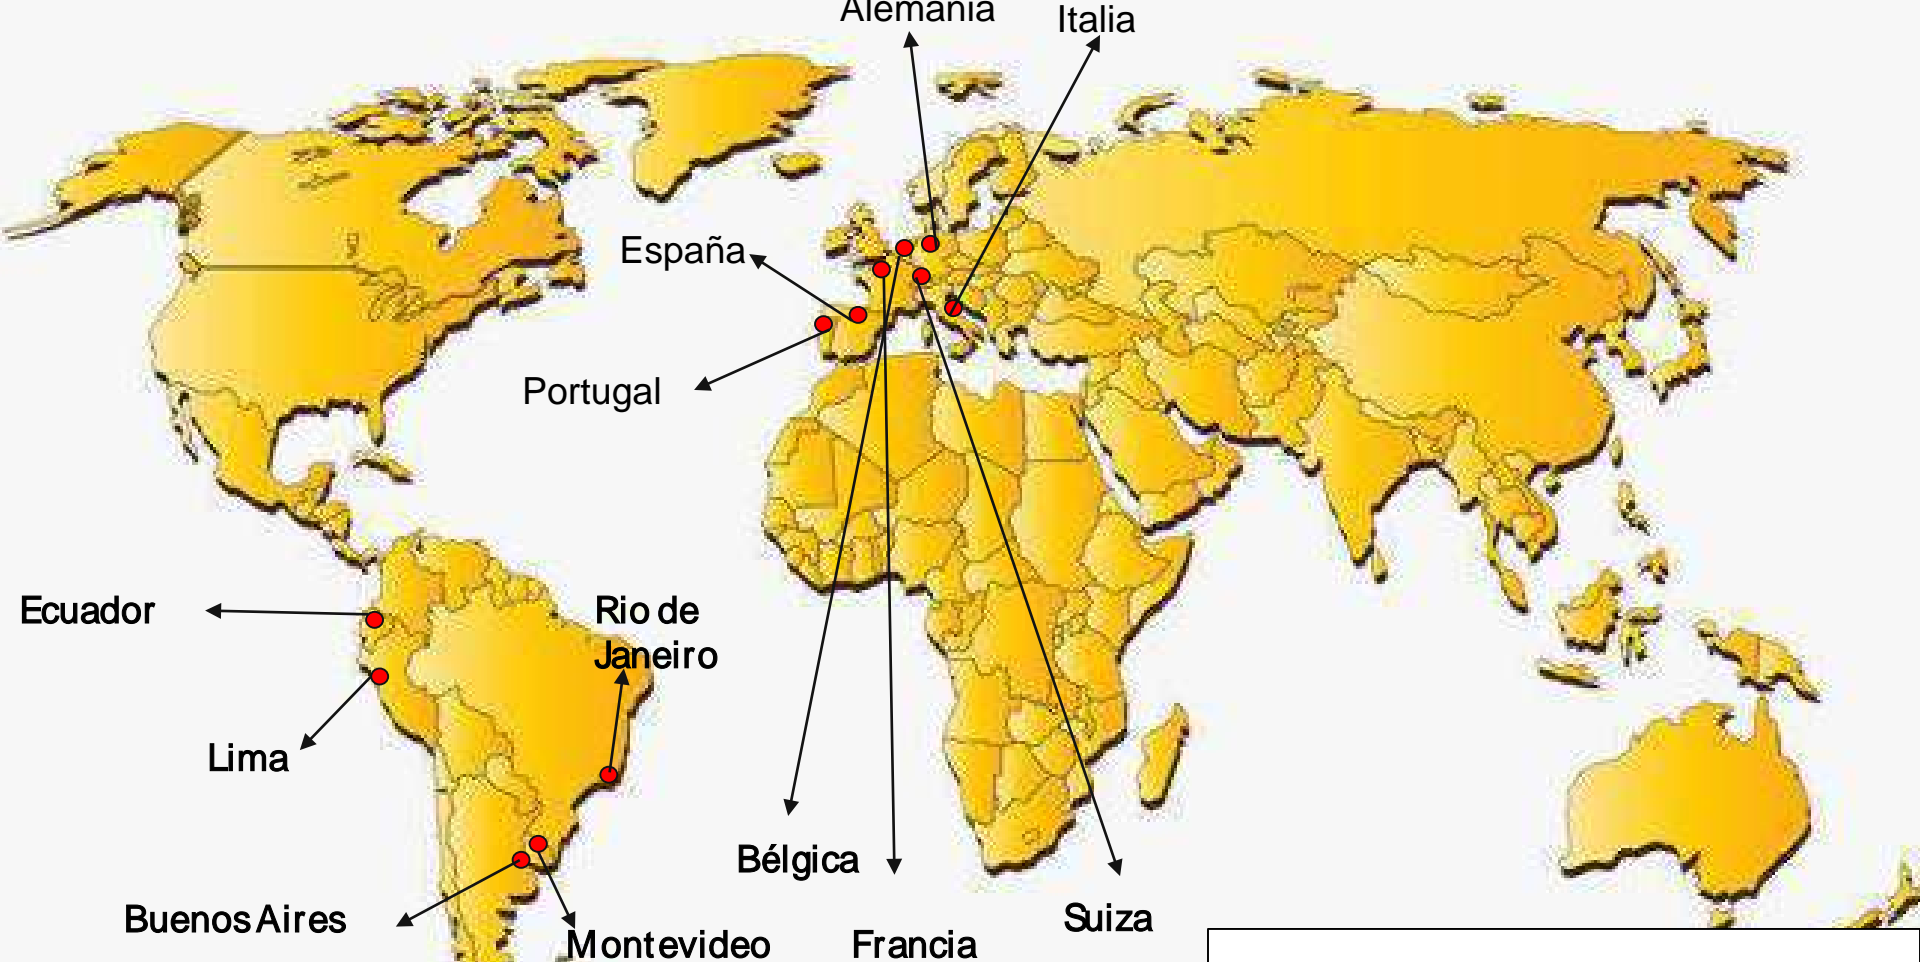 Alemania
Italia
España
Portugal
Ecuador
Rio de
Janeiro
Lima
Bélgica
Buenos Aires
Suiza
Montevideo
Francia